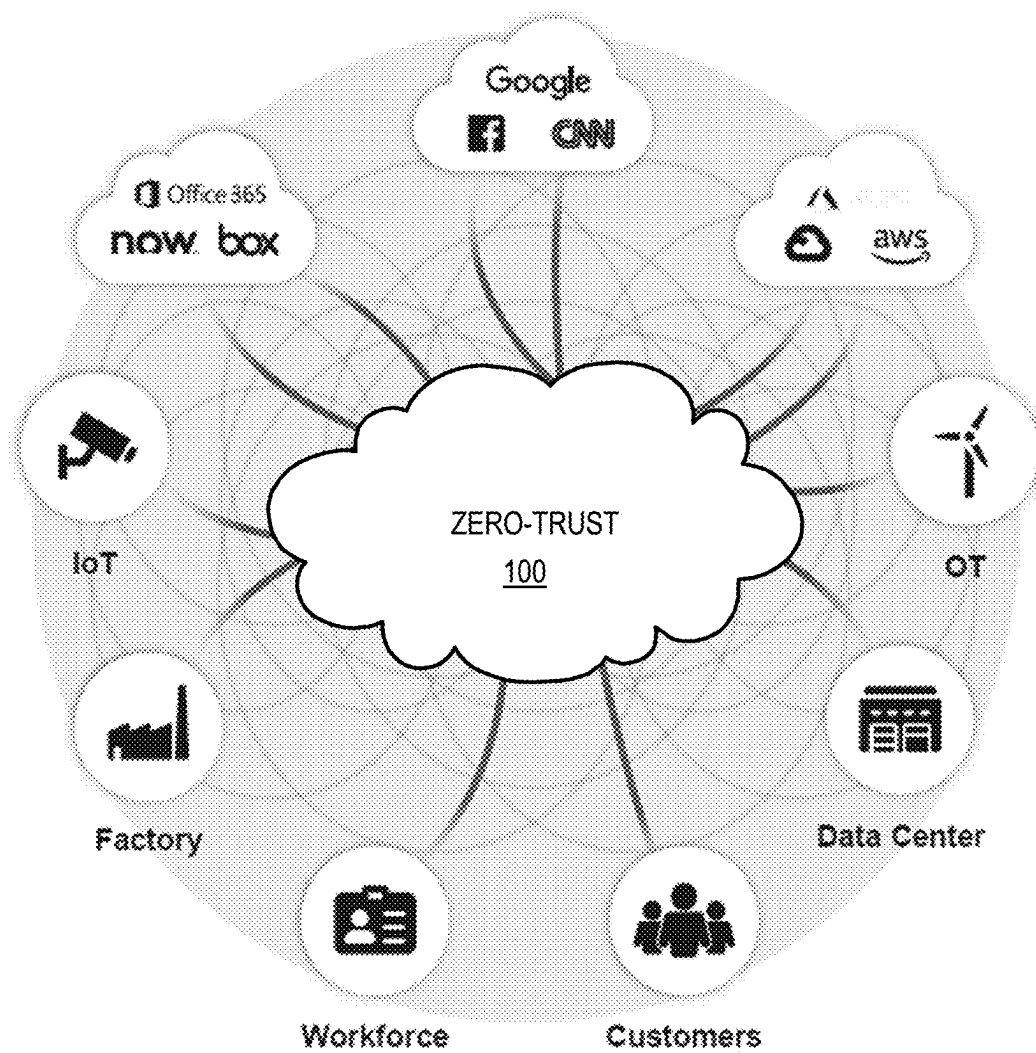 Google
f CNN
Office 365
now box
aws
ZERO-TRUST
100
IoT
OT
Factory
Data Center
Workforce
Customers